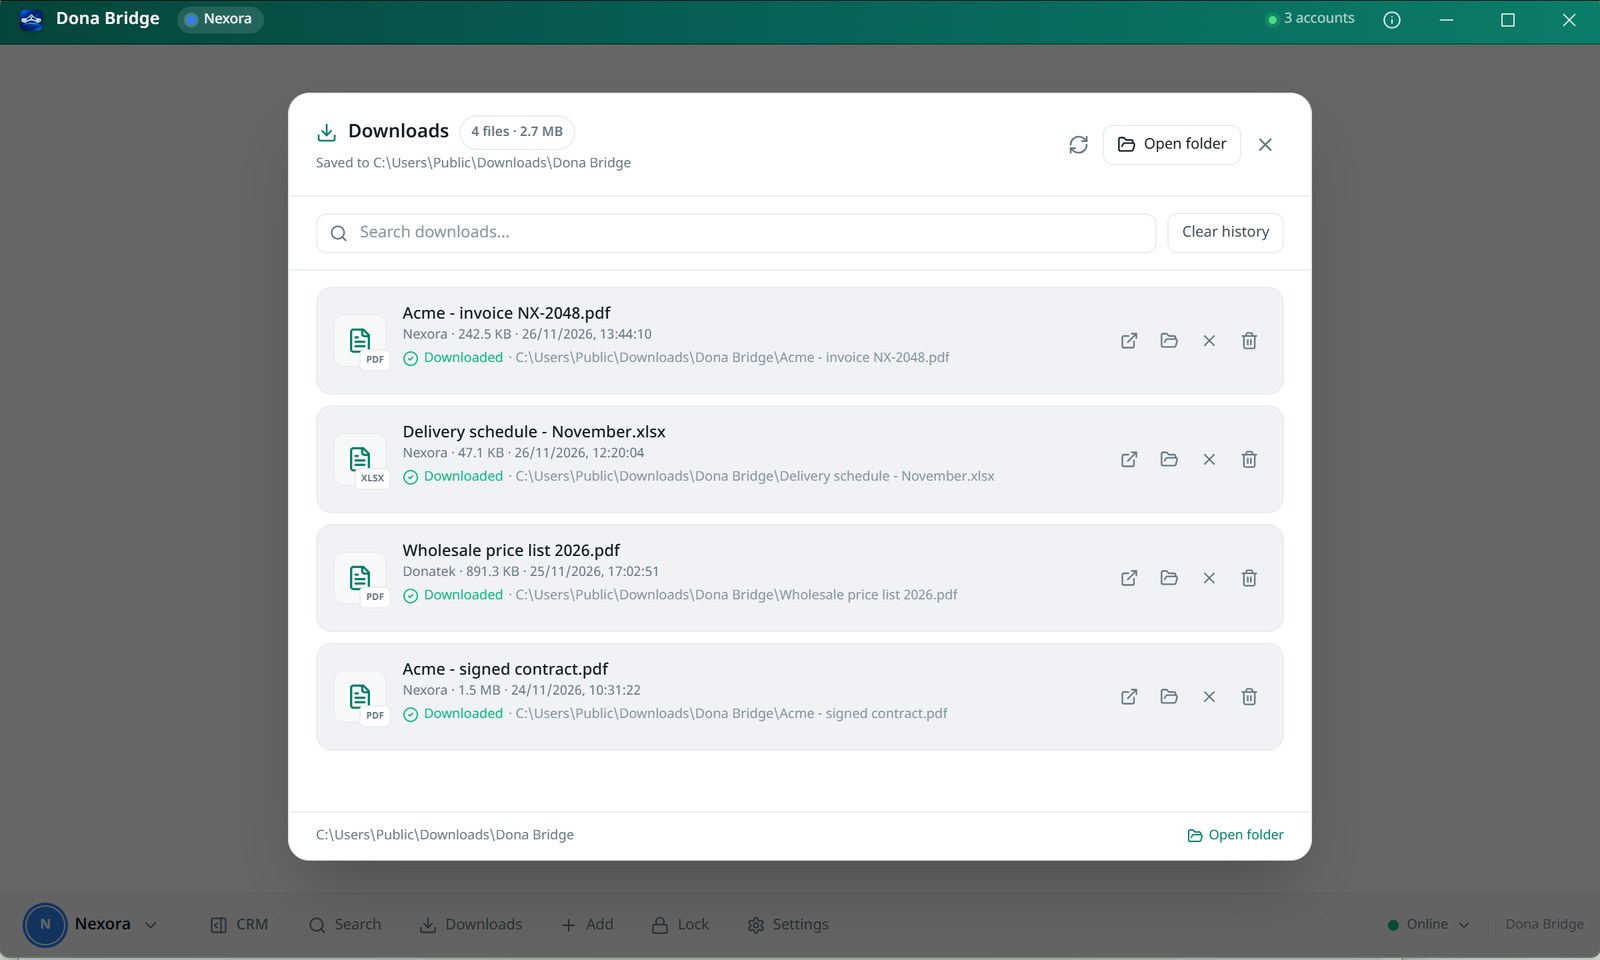 Dona Bridge
Nexora
3 accounts
Downloads
4 files · 2.7 MB
Saved to C:\Users\Public\Downloads\Dona Bridge
Open folder
Search downloads...
Clear history
Acme - invoice NX-2048.pdf
Nexora · 242.5 KB · 26/11/2026, 13:44:10
PDF
Downloaded · C:\Users\Public\Downloads\Dona Bridge\Acme - invoice NX-2048.pdf
Delivery schedule - November.xlsx
Nexora · 47.1 KB · 26/11/2026, 12:20:04
XLSX
Downloaded · C:\Users\Public\Downloads\Dona Bridge\Delivery schedule - November.xlsx
Wholesale price list 2026.pdf
Donatek · 891.3 KB · 25/11/2026, 17:02:51
PDF
Downloaded · C:\Users\Public\Downloads\Dona Bridge\Wholesale price list 2026.pdf
Acme - signed contract.pdf
Nexora · 1.5 MB · 24/11/2026, 10:31:22
PDF
Downloaded · C:\Users\Public\Downloads\Dona Bridge\Acme - signed contract.pdf
C:\Users\Public\Downloads\Dona Bridge
Open folder
N
Nexora
CRM
Search
Downloads
Add
Lock
Settings
Online
Dona Bridge